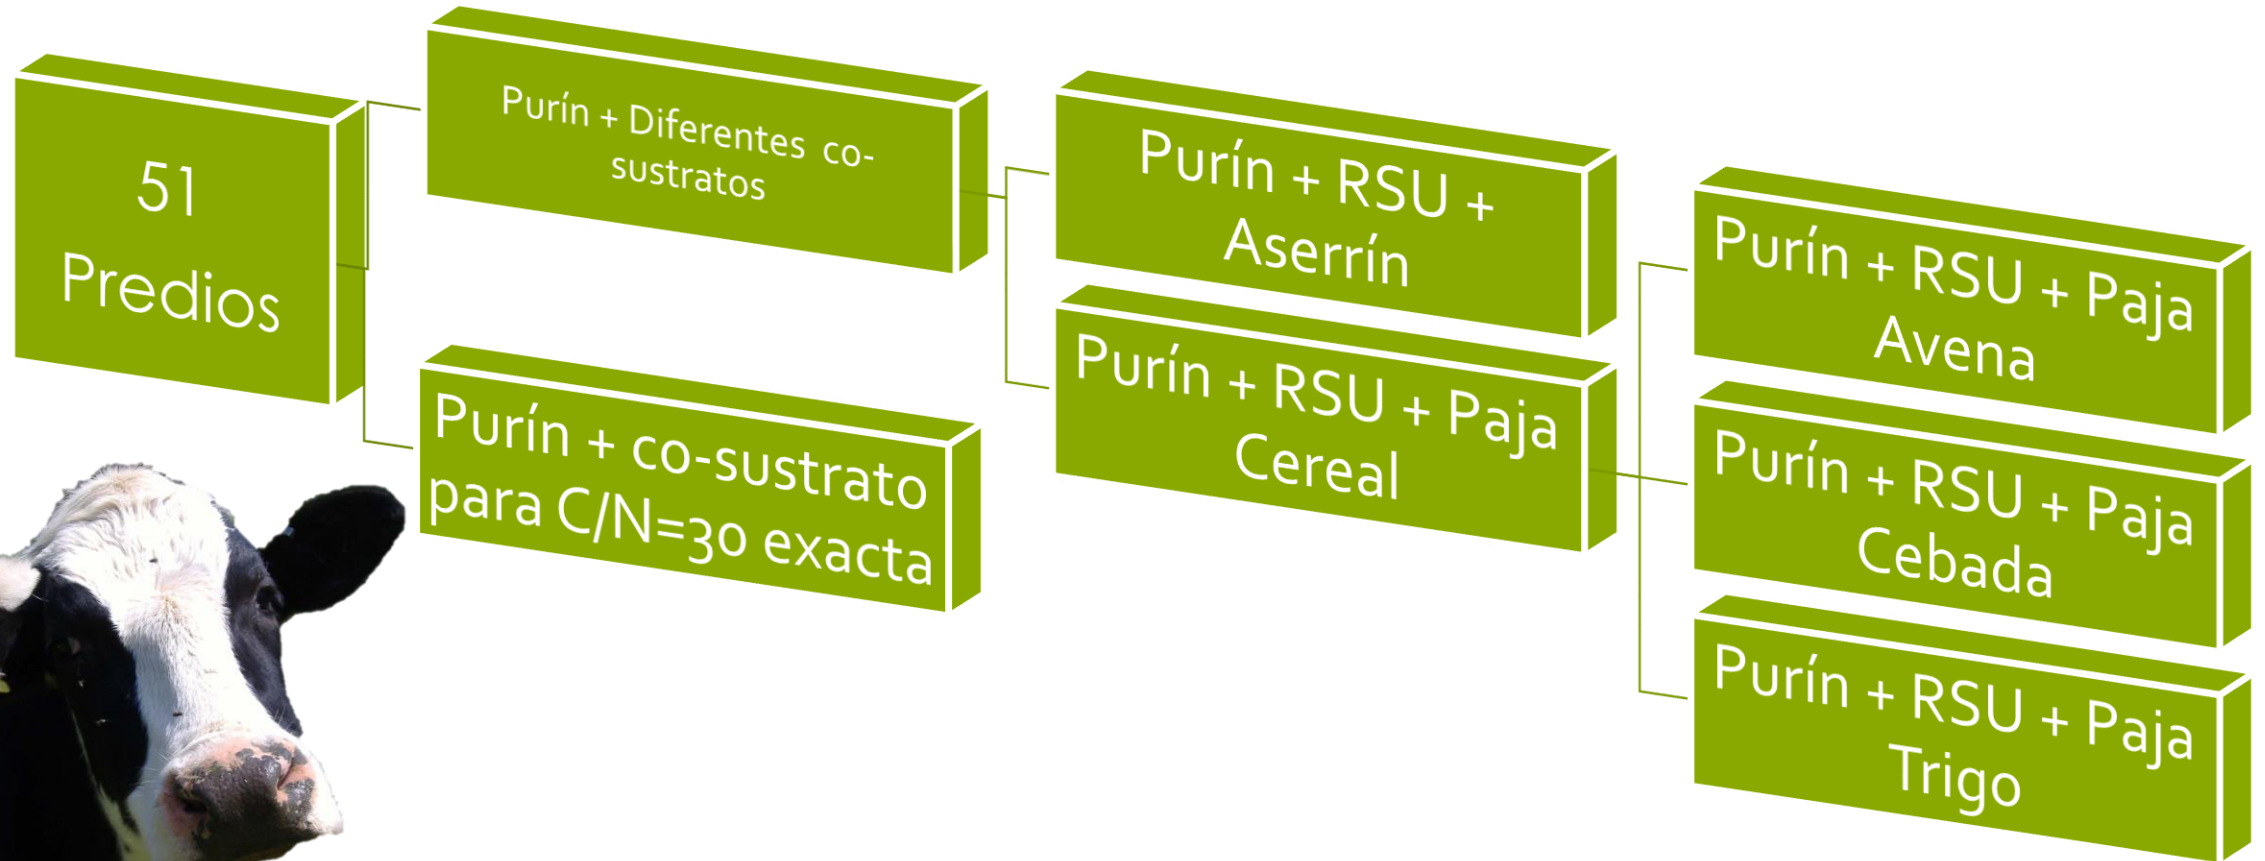 51
Predios
Purín + Diferentes co-
sustratos
Purín + co-sustrato
para C/N=30 exacta
Purín + RSU +
Aserrín
Purín + RSU + Paja
Cereal
Purín + RSU + Paja
Avena
Purín + RSU + Paja
Cebada
Purín + RSU + Paja
Trigo